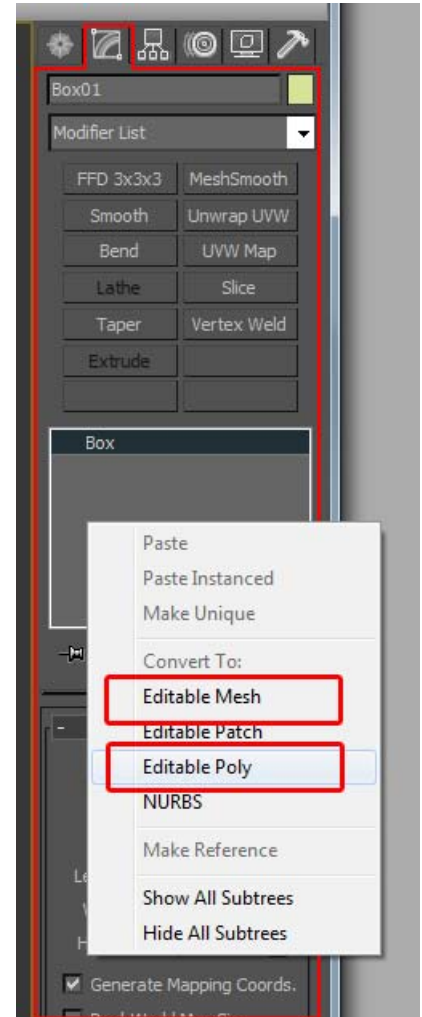 Box01
Modifier List
FFD 3x3x3 MeshSmooth
Smooth Unwrap UVW
Bend UVW Map
Lathe Slice
Taper Vertex Weld
Extrude
Box
Paste
Paste Instanced
Make Unique
Convert To:
Editable Mesh
Editable Patch
Editable Poly
NURBS
Make Reference
Show All Subtrees
Hide All Subtrees
Generate Mapping Coords.